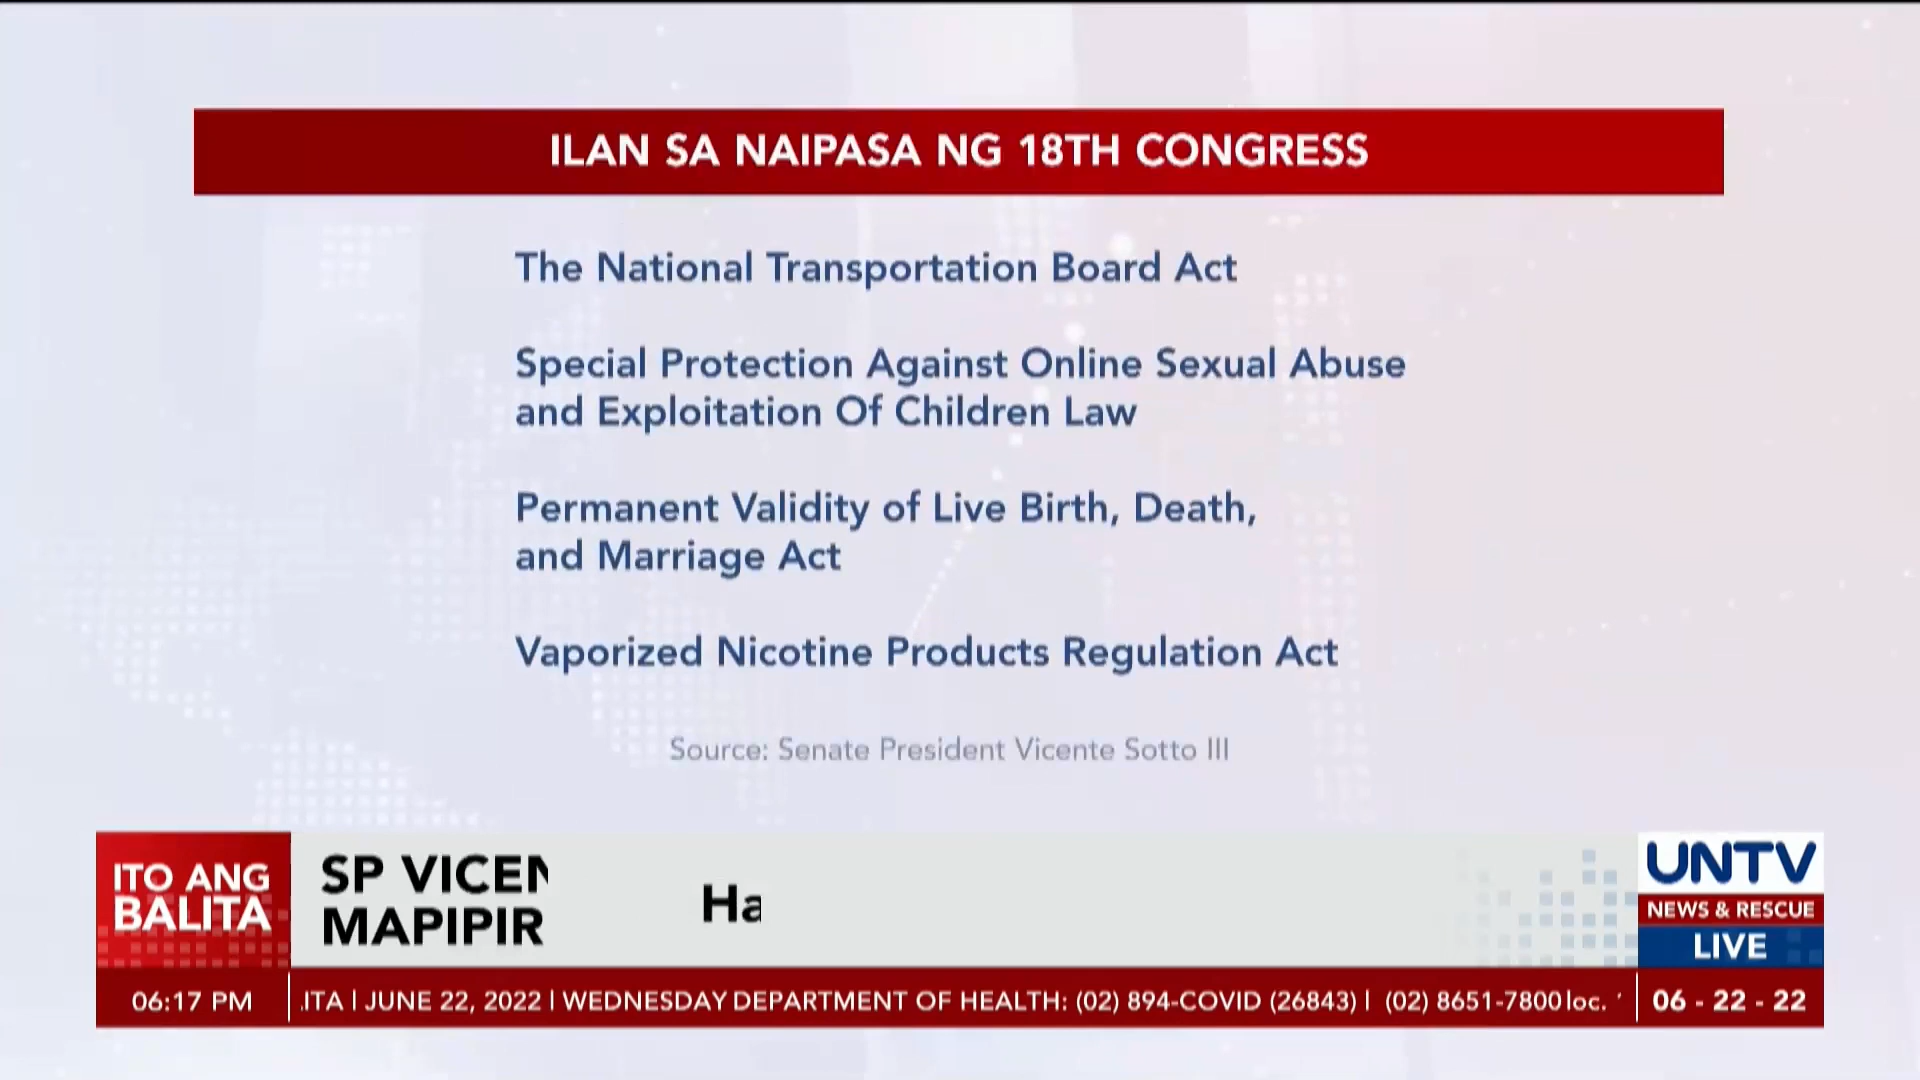 ILAN SA NAIPASA NG 18TH CONGRESS
The National Transportation Board Act
Special Protection Against Online Sexual Abuse
and Exploitation Of Children Law
Permanent Validity of Live Birth, Death,
and Marriage Act
Vaporized Nicotine Products Regulation Act
Source: Senate President Vicente Sotto III
ITO ANG
BALITA
SP VICEN
MAPIPIR
Ha
UNTV
NEWS & RESCUE
LIVE
06:17 PM
.ITA | JUNE 22, 2022 | WEDNESDAY DEPARTMENT OF HEALTH: (02) 894-COVID (26843) | (02) 8651-7800 loc.
06 - 22 - 22